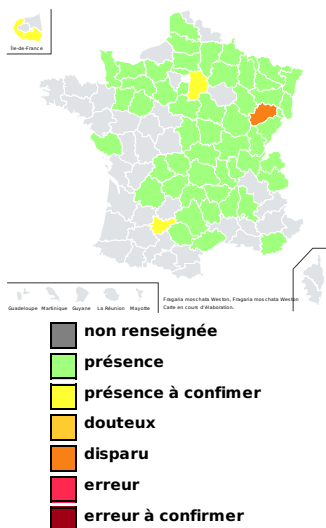 Île-de-France
Guadeloupe Martinique Guyane La Réunion Mayotte
Fragaria moschata Weston, Fragaria moschata Weston
Carte en cours d'élaboration.
non renseignée
présence
présence à confimer
douteux
disparu
erreur
erreur à confirmer